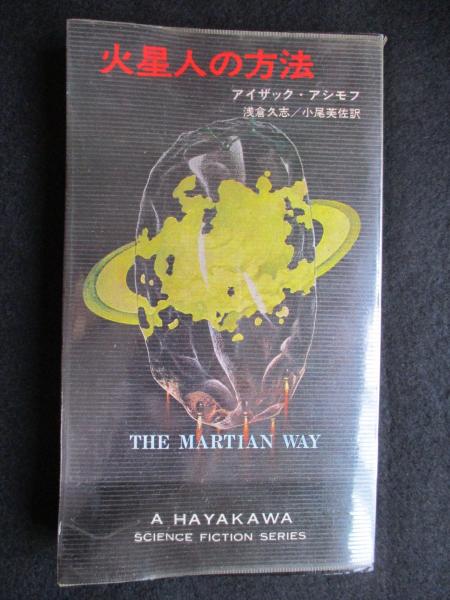 火星人の方法
アイザック・アシモフ
浅倉久志／小尾芙佐訳
THE MARTIAN WAY
A HAYAKAWA
SCIENCE FICTION SERIES